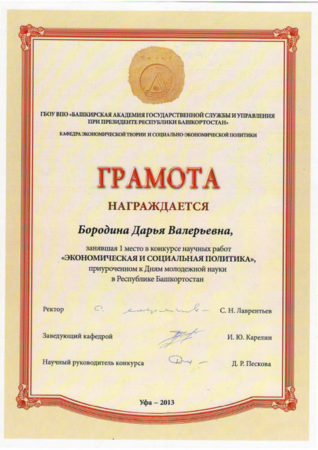 ГБОУ ВПО «БАШКИРСКАЯ АКАДЕМИЯ ГОСУДАРСТВЕННОЙ СЛУЖБЫ И УПРАВЛЕНИЯ
ПРИ ПРЕЗИДЕНТЕ РЕСПУБЛИКИ БАШКОРТОСТАН»
КАФЕДРА ЭКОНОМИЧЕСКОЙ ТЕОРИИ И СОЦИАЛЬНО-ЭКОНОМИЧЕСКОЙ ПОЛИТИКИ
ГРАМОТА
НАГРАЖДАЕТСЯ
Бородина Дарья Валерьевна,
занявшая 1 место в конкурсе научных работ
«ЭКОНОМИЧЕСКАЯ И СОЦИАЛЬНАЯ ПОЛИТИКА»,
приуроченном к Дням молодежной науки
в Республике Башкортостан
Ректор С. Н. Лаврентьев
Заведующий кафедрой И. Ю. Карелин
Научный руководитель конкурса Д. Р. Пескова
Уфа – 2013